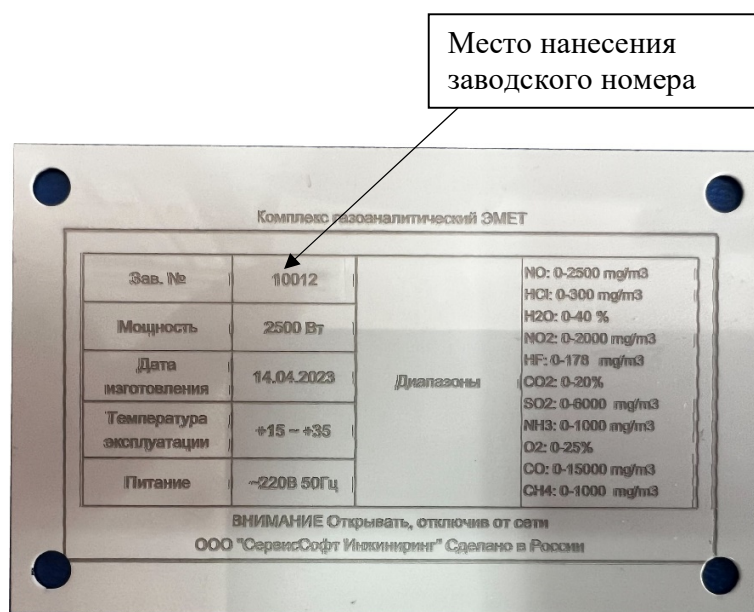 Место нанесения
заводского номера
Комплекс газоаналитический ЭМЕТ
Зав. №
10012
Мощность
2500 Вт
Дата
изготовления
14.04.2023
Температура
эксплуатации
+15 ~ +35
Питание
~220В 50Гц
Диапазоны
NO: 0-2500 mg/m3
HCl: 0-300 mg/m3
H2O: 0-40 %
NO2: 0-2000 mg/m3
HF: 0-178 mg/m3
CO2: 0-20%
SO2: 0-6000 mg/m3
NH3: 0-1000 mg/m3
O2: 0-25%
CO: 0-15000 mg/m3
CH4: 0-1000 mg/m3
ВНИМАНИЕ Открывать, отключив от сети
ООО "СервисСофт Инжиниринг" Сделано в России